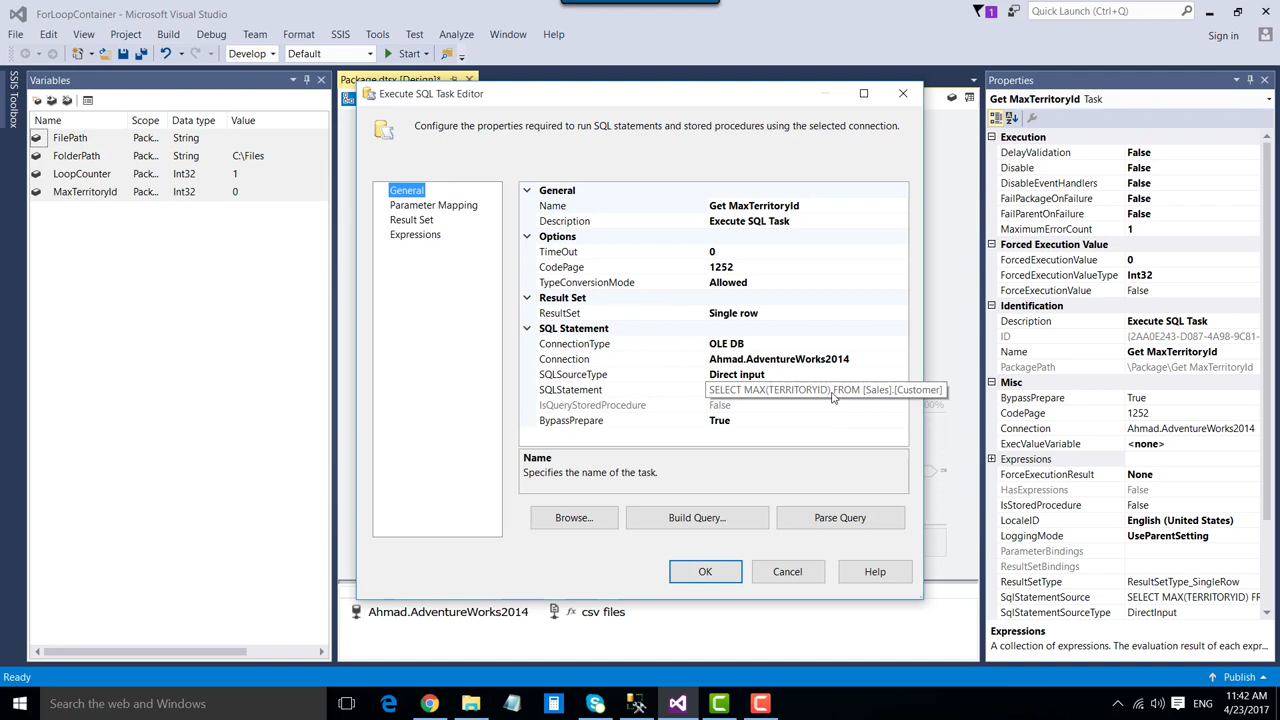 ForLoopContainer - Microsoft Visual Studio
1
Quick Launch (Ctrl+Q)
File Edit View Project Build Debug Team Format SSIS Tools Test Analyze Window Help
Sign in
Develop Default Start
SSIS Toolbox
Variables
Name Scope Data type Value
FilePath Pack... String
FolderPath Pack... String C:\Files
LoopCounter Pack... Int32 1
MaxTerritoryId Pack... Int32 0
Package.dtsx [Design]*
Execute SQL Task Editor
Configure the properties required to run SQL statements and stored procedures using the selected connection.
General
Parameter Mapping
Result Set
Expressions
General
Name Get MaxTerritoryId
Description Execute SQL Task
Options
TimeOut 0
CodePage 1252
TypeConversionMode Allowed
Result Set
ResultSet Single row
SQL Statement
ConnectionType OLE DB
Connection Ahmad.AdventureWorks2014
SQLSourceType Direct input
SQLStatement SELECT MAX(TERRITORYID) FROM [Sales].[Customer]
IsQueryStoredProcedure False
BypassPrepare True
Name
Specifies the name of the task.
Browse... Build Query... Parse Query
OK Cancel Help
100%
Ahmad.AdventureWorks2014 fx csv files
Properties
Get MaxTerritoryId Task
Execution
DelayValidation False
Disable False
DisableEventHandlers False
FailPackageOnFailure False
FailParentOnFailure False
MaximumErrorCount 1
Forced Execution Value
ForcedExecutionValue 0
ForcedExecutionValueType Int32
ForceExecutionValue False
Identification
Description Execute SQL Task
ID {2AA0E243-D087-4A98-9C81-
Name Get MaxTerritoryId
PackagePath \Package\Get MaxTerritoryId
Misc
BypassPrepare True
CodePage 1252
Connection Ahmad.AdventureWorks2014
ExecValueVariable <none>
Expressions
ForceExecutionResult None
HasExpressions False
IsStoredProcedure False
LocaleID English (United States)
LoggingMode UseParentSetting
ParameterBindings
ResultSetBindings
ResultSetType ResultSetType_SingleRow
SqlStatementSource SELECT MAX(TERRITORYID) FR
SqlStatementSourceType DirectInput
Expressions
A collection of expressions. The evaluation result of each expr...
Ready
Publish
Search the web and Windows
ENG
11:42 AM
4/23/2017